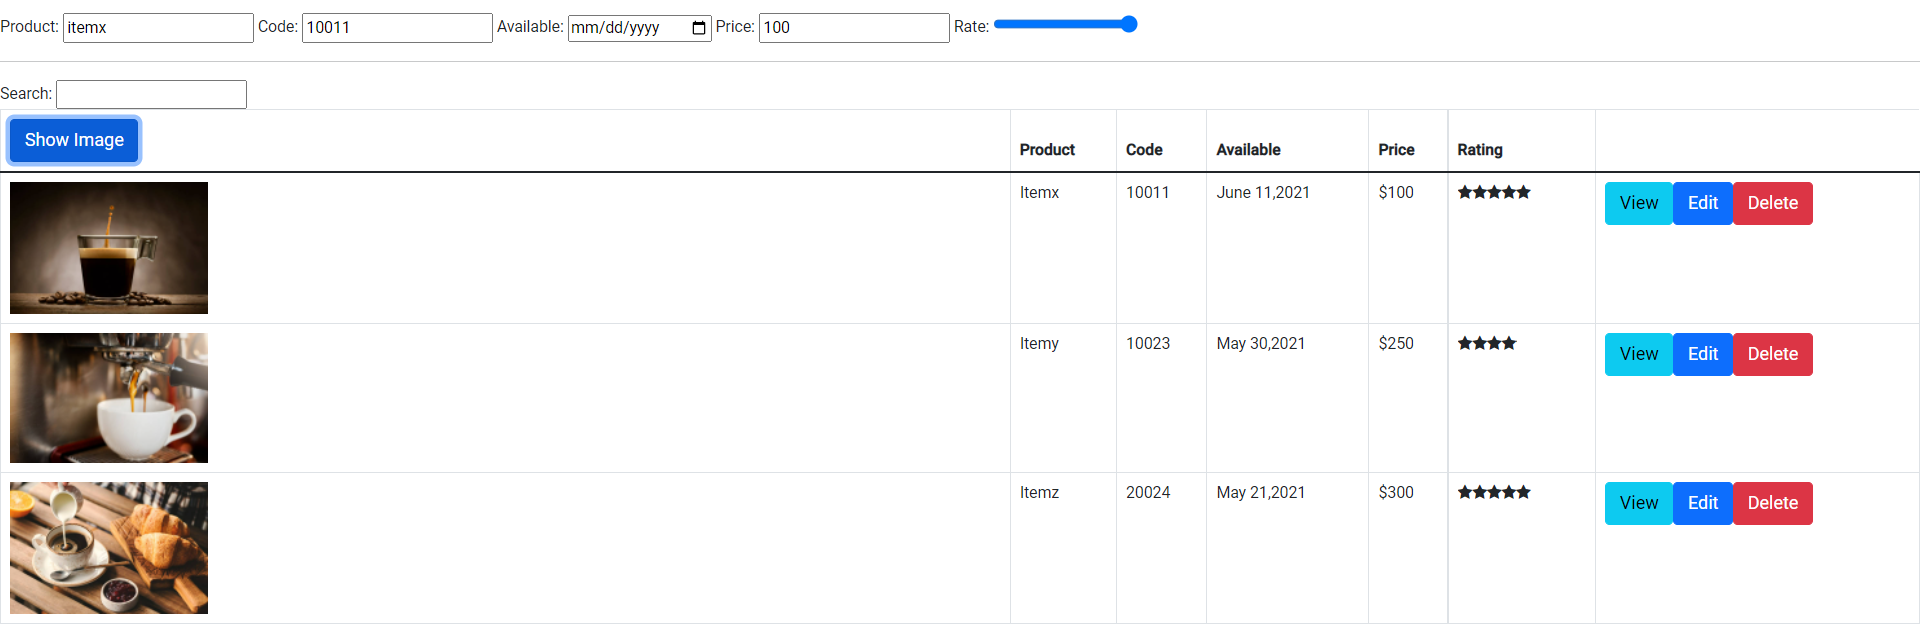 Product: itemx Code: 10011 Available: mm/dd/yyyy Price: 100 Rate:
Search:
Show Image Product Code Available Price Rating
Itemx 10011 June 11,2021 $100 ★★★★★ View Edit Delete
Itemy 10023 May 30,2021 $250 ★★★★ View Edit Delete
Itemz 20024 May 21,2021 $300 ★★★★★ View Edit Delete